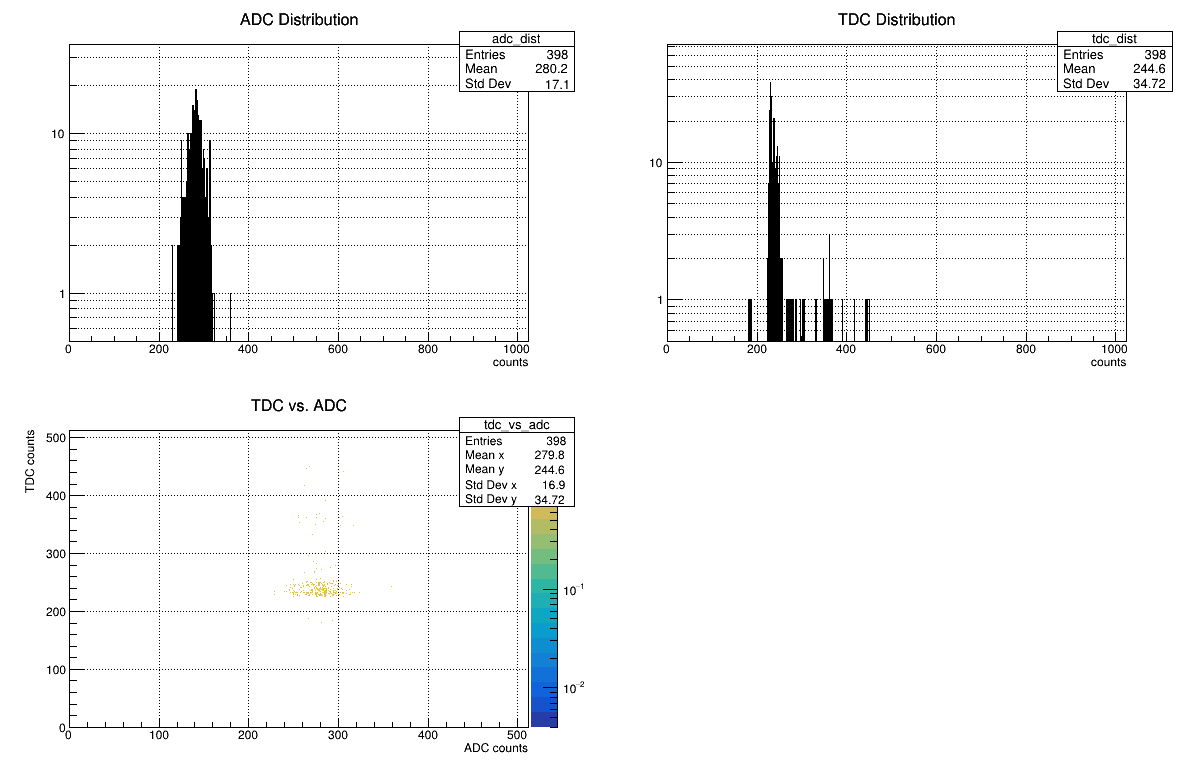 ADC Distribution
adc_dist
Entries 398
Mean 280.2
Std Dev 17.1
10
1
0 200 400 600 800 1000
counts
TDC Distribution
tdc_dist
Entries 398
Mean 244.6
Std Dev 34.72
10
1
0 200 400 600 800 1000
counts
TDC vs. ADC
tdc_vs_adc
Entries 398
Mean x 279.8
Mean y 244.6
Std Dev x 16.9
Std Dev y 34.72
TDC counts
500
400
300
200
100
0
0 100 200 300 400 500
ADC counts
10⁻¹
10⁻²